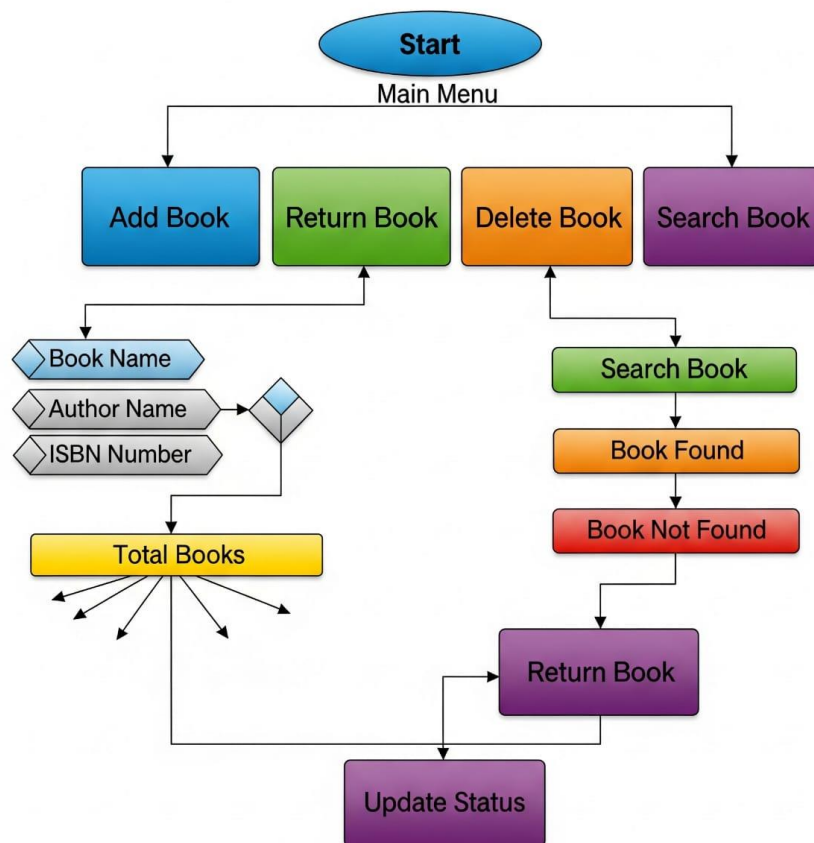 Start
Main Menu
Add Book
Return Book
Delete Book
Search Book
Book Name
Author Name
ISBN Number
Search Book
Book Found
Book Not Found
Total Books
Return Book
Update Status